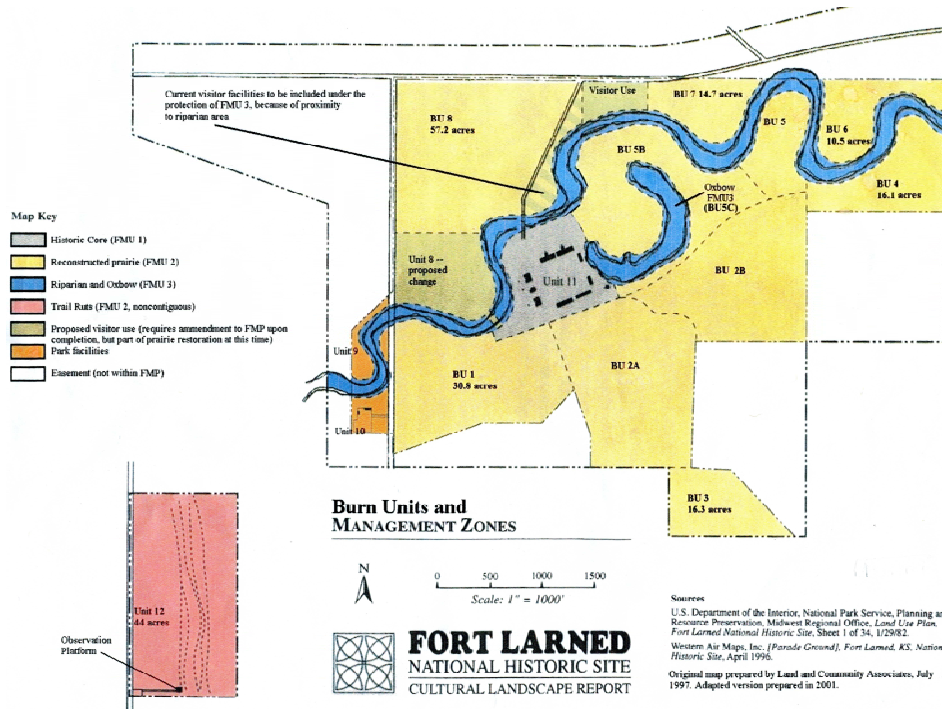 Current visitor facilities to be included under the
protection of FMU 3, because of proximity
to riparian area
Visitor Use
BU 7 14.7 acres
BU 8
57.2 acres
BU 5
BU 6
10.5 acres
BU 5B
BU 4
16.1 acres
Oxbow
FMU3
(BU5C)
Map Key
Historic Core (FMU 1)
Reconstructed prairie (FMU 2)
Riparian and Oxbow (FMU 3)
Trail Ruts (FMU 2, noncontiguous)
Proposed visitor use (requires ammendment to FMP upon
completion, but part of prairie restoration at this time)
Park facilities
Easement (not within FMP)
Unit 8 --
proposed
change
Unit 11
BU 2B
Unit 9
BU 1
30.8 acres
BU 2A
Unit 10
BU 3
16.3 acres
Burn Units and
MANAGEMENT ZONES
N
0 500 1000 1500
Scale: 1" = 1000'
Unit 12
44 acres
Observation
Platform
FORT LARNED
NATIONAL HISTORIC SITE
CULTURAL LANDSCAPE REPORT
Sources
U.S. Department of the Interior, National Park Service, Planning
Resource Preservation, Midwest Regional Office, Land Use Plan,
Fort Larned National Historic Site, Sheet 1 of 34, 1/29/82.
Western Air Maps, Inc. [Parade Ground], Fort Larned, KS,
Historic Site, April 1996.
Original map prepared by Land and Community Associates, July
1997. Adapted version prepared in 2001.